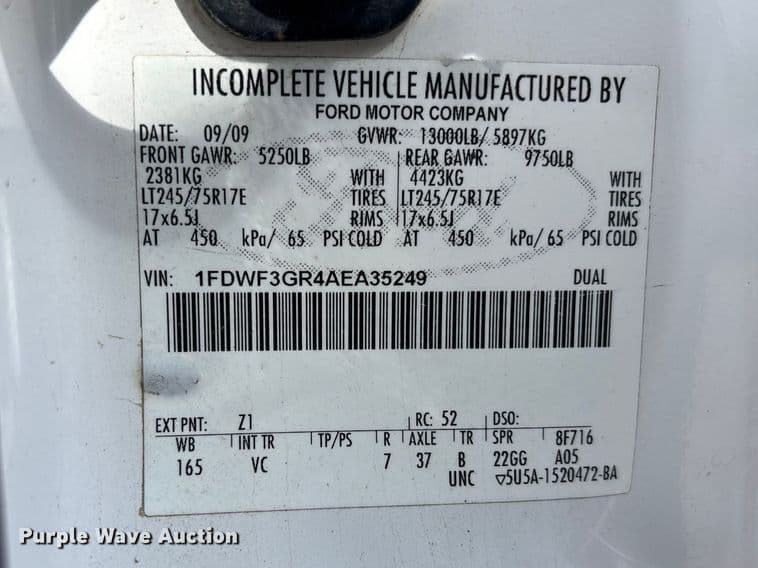 INCOMPLETE VEHICLE MANUFACTURED BY
FORD MOTOR COMPANY
DATE: 09/09 GVWR: 13000LB/ 5897KG
FRONT GAWR: 5250LB REAR GAWR: 9750LB
2381KG WITH 4423KG WITH
LT245/75R17E TIRES LT245/75R17E TIRES
17x6.5J RIMS 17x6.5J RIMS
AT 450 kPa/ 65 PSI COLD AT 450 kPa/ 65 PSI COLD
VIN: 1FDWF3GR4AEA35249 DUAL
EXT PNT: Z1 RC: 52 DSO:
WB INT TR TP/PS R AXLE TR SPR 8F716
165 VC 7 37 B 22GG A05
UNC ▽5U5A-1520472-BA
Purple Wave Auction